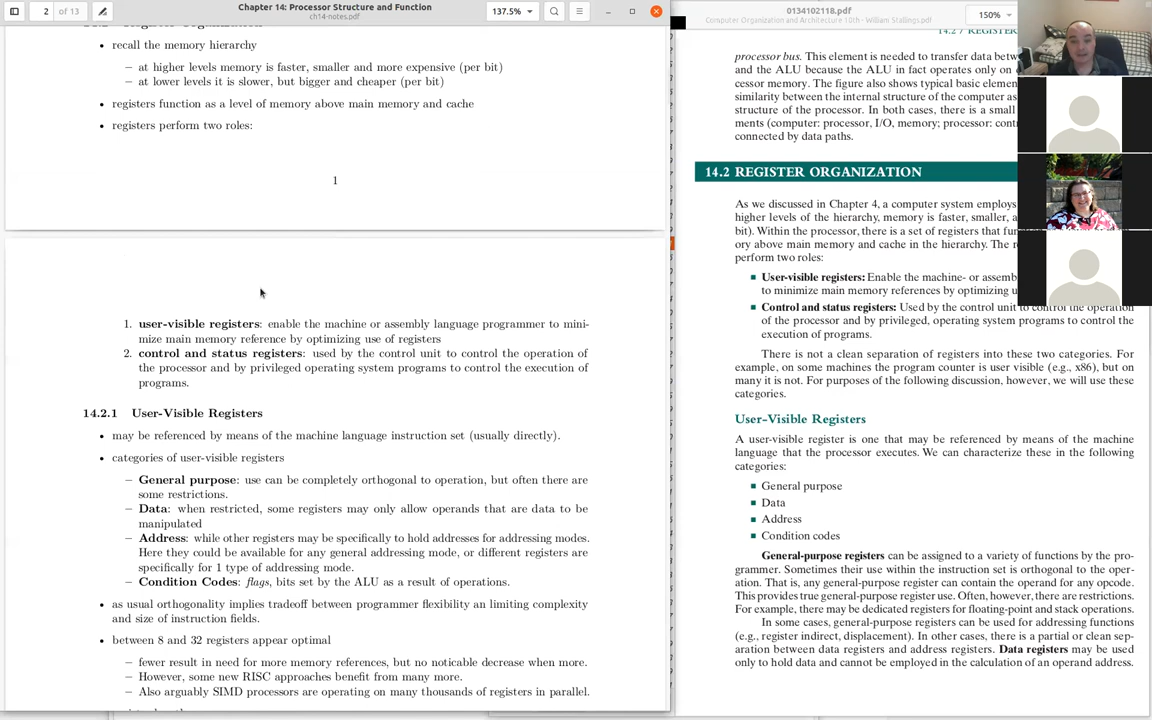 2 of 13
Chapter 14: Processor Structure and Function
ch14-notes.pdf
137.5%
• recall the memory hierarchy
– at higher levels memory is faster, smaller and more expensive (per bit)
– at lower levels it is slower, but bigger and cheaper (per bit)
• registers function as a level of memory above main memory and cache
• registers perform two roles:
1
1. user-visible registers: enable the machine or assembly language programmer to mini-
mize main memory reference by optimizing use of registers
2. control and status registers: used by the control unit to control the operation of
the processor and by privileged operating system programs to control the execution of
programs.
14.2.1 User-Visible Registers
• may be referenced by means of the machine language instruction set (usually directly).
• categories of user-visible registers
– General purpose: use can be completely orthogonal to operation, but often there are
some restrictions.
– Data: when restricted, some registers may only allow operands that are data to be
manipulated
– Address: while other registers may be specifically to hold addresses for addressing modes.
Here they could be available for any general addressing mode, or different registers are
specifically for 1 type of addressing mode.
– Condition Codes: flags, bits set by the ALU as a result of operations.
• as usual orthogonality implies tradeoff between programmer flexibility an limiting complexity
and size of instruction fields.
• between 8 and 32 registers appear optimal
– fewer result in need for more memory references, but no noticable decrease when more.
– However, some new RISC approaches benefit from many more.
– Also arguably SIMD processors are operating on many thousands of registers in parallel.
0134102118.pdf
Computer Organization and Architecture 10th - William Stallings.pdf
150%
14.2 / REGISTER
processor bus. This element is needed to transfer data betw
and the ALU because the ALU in fact operates only on
cessor memory. The figure also shows typical basic elemen
similarity between the internal structure of the computer as
structure of the processor. In both cases, there is a small
ments (computer: processor, I/O, memory; processor: contr
connected by data paths.
14.2 REGISTER ORGANIZATION
As we discussed in Chapter 4, a computer system employs
higher levels of the hierarchy, memory is faster, smaller, a
bit). Within the processor, there is a set of registers that fun
ory above main memory and cache in the hierarchy. The r
perform two roles:
■ User-visible registers: Enable the machine- or assemb
to minimize main memory references by optimizing u
■ Control and status registers: Used by the control unit to control the operation
of the processor and by privileged, operating system programs to control the
execution of programs.
There is not a clean separation of registers into these two categories. For
example, on some machines the program counter is user visible (e.g., x86), but on
many it is not. For purposes of the following discussion, however, we will use these
categories.
User-Visible Registers
A user-visible register is one that may be referenced by means of the machine
language that the processor executes. We can characterize these in the following
categories:
■ General purpose
■ Data
■ Address
■ Condition codes
General-purpose registers can be assigned to a variety of functions by the pro-
grammer. Sometimes their use within the instruction set is orthogonal to the oper-
ation. That is, any general-purpose register can contain the operand for any opcode.
This provides true general-purpose register use. Often, however, there are restrictions.
For example, there may be dedicated registers for floating-point and stack operations.
In some cases, general-purpose registers can be used for addressing functions
(e.g., register indirect, displacement). In other cases, there is a partial or clean sep-
aration between data registers and address registers. Data registers may be used
only to hold data and cannot be employed in the calculation of an operand address.